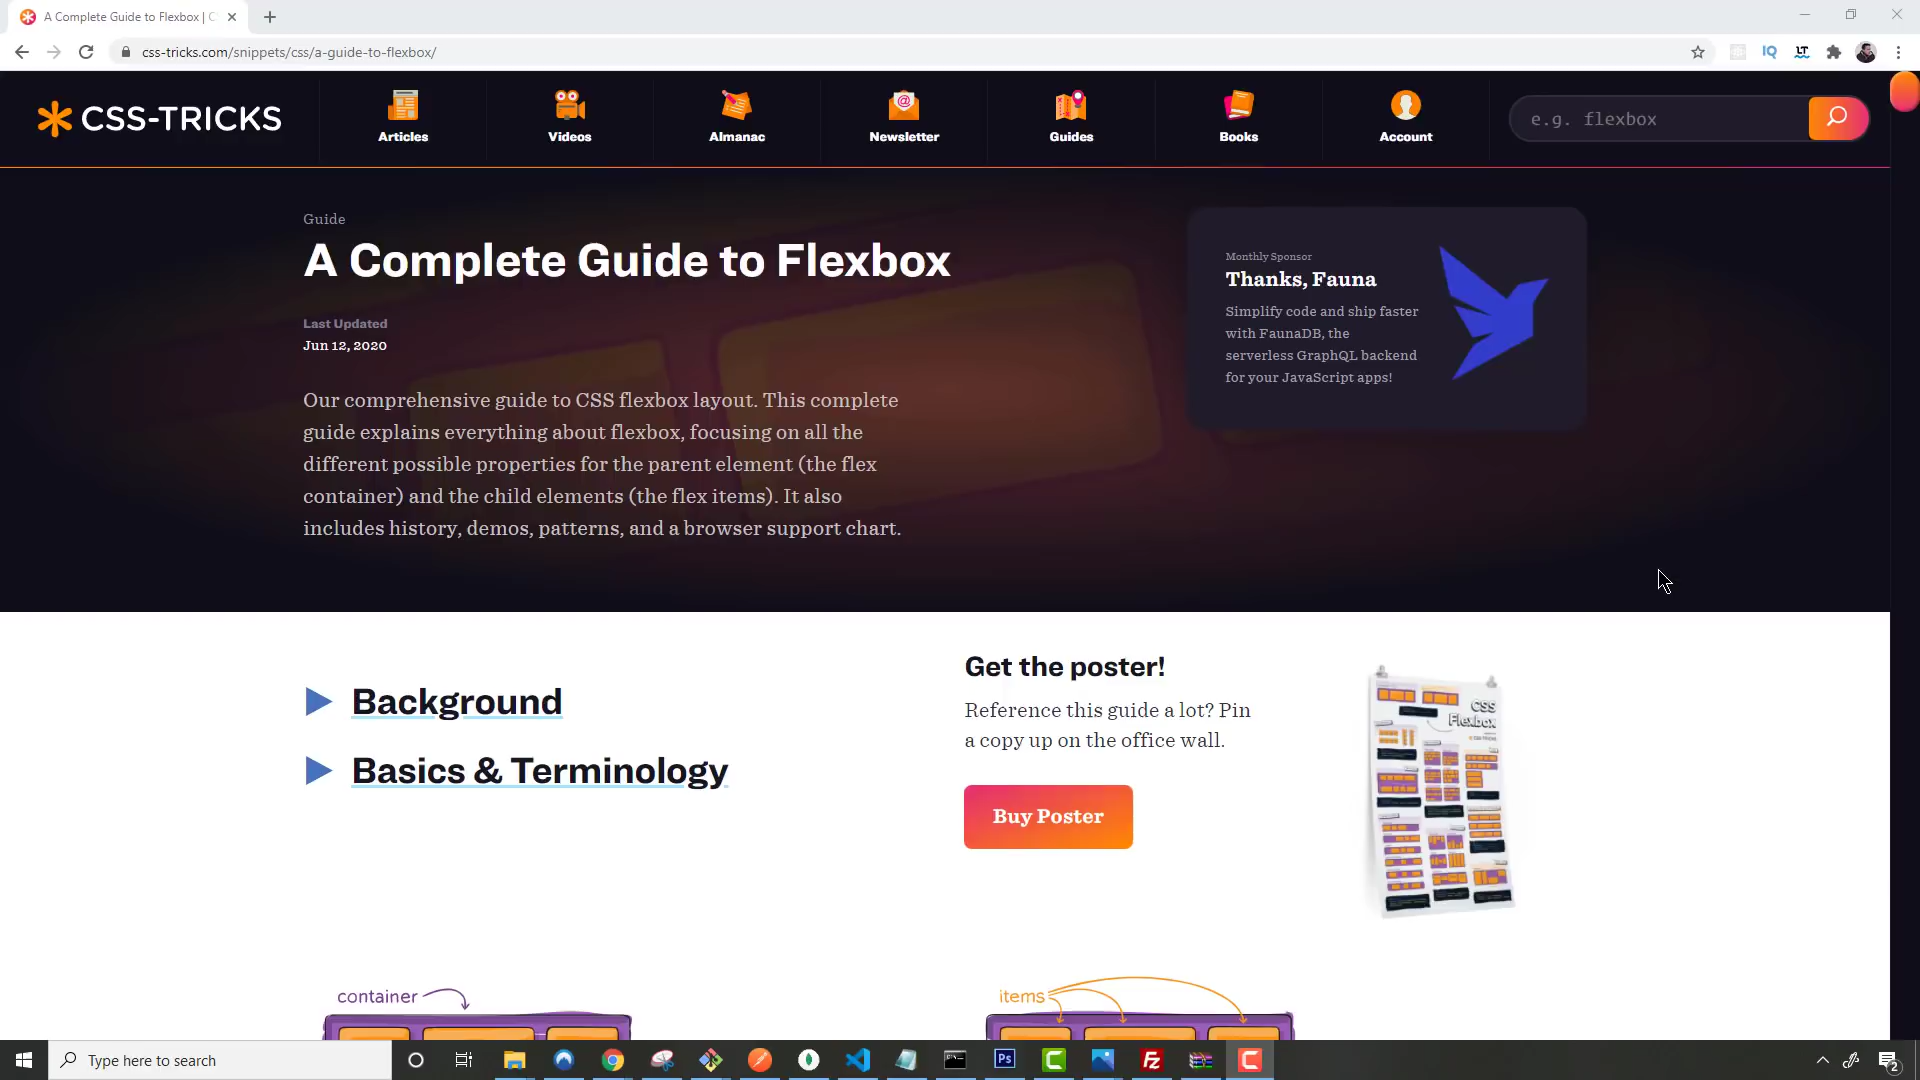 A Complete Guide to Flexbox |
css-tricks.com/snippets/css/a-guide-to-flexbox/
IQ
LT
CSS-TRICKS
Articles
Videos
Almanac
Newsletter
Guides
Books
Account
e.g. flexbox
Guide
A Complete Guide to Flexbox
Last Updated
Jun 12, 2020
Our comprehensive guide to CSS flexbox layout. This complete
guide explains everything about flexbox, focusing on all the
different possible properties for the parent element (the flex
container) and the child elements (the flex items). It also
includes history, demos, patterns, and a browser support chart.
Monthly Sponsor
Thanks, Fauna
Simplify code and ship faster
with FaunaDB, the
serverless GraphQL backend
for your JavaScript apps!
Background
Basics & Terminology
Get the poster!
Reference this guide a lot? Pin
a copy up on the office wall.
Buy Poster
CSS
Flexbox
container
items
Type here to search
Ps
Fz
2